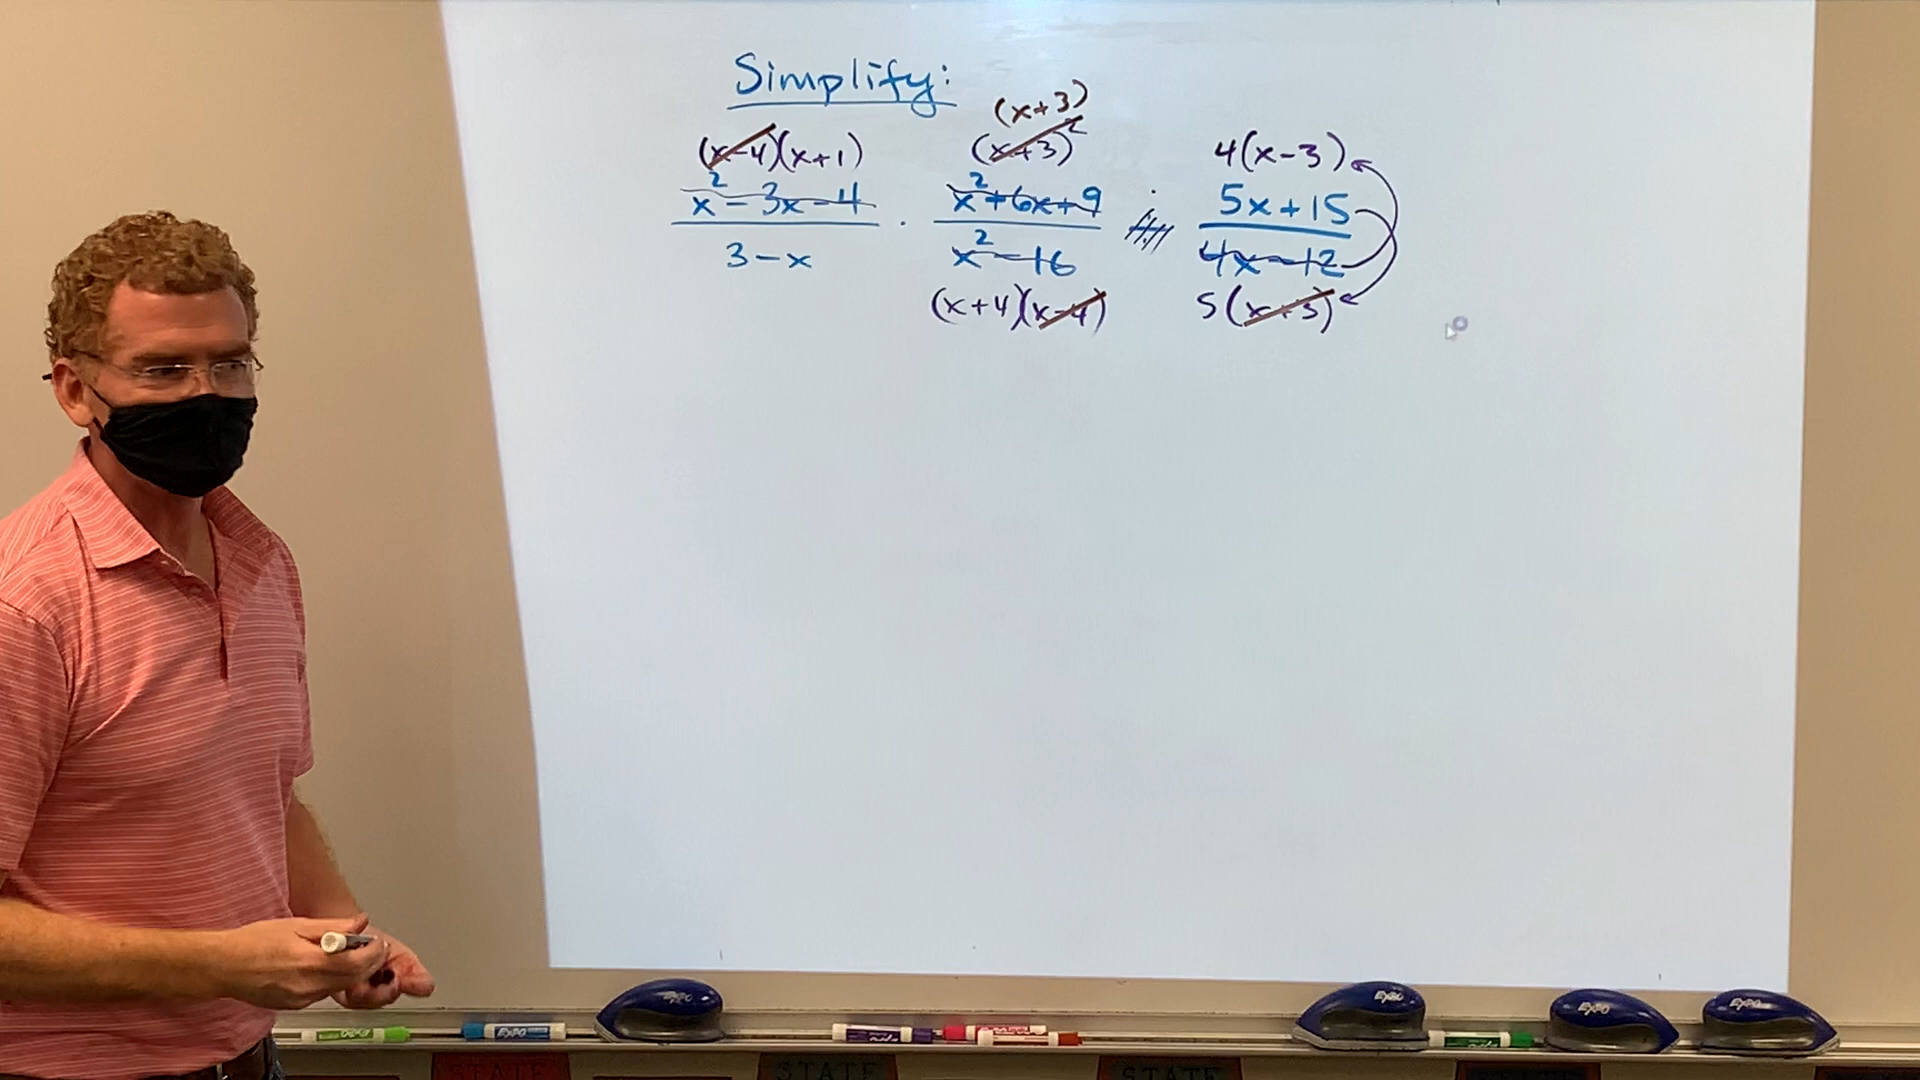 Simplify:
(x+3)
(x-4)(x+1) (x+3)² 4(x-3)
x²-3x-4 x²+6x+9 5x+15
· ÷
3-x x²-16 4x-12
(x+4)(x-4) 5(x+3)
EXPO EXPO EXPO EXPO
EXPO EXPO
STATE STATE STATE